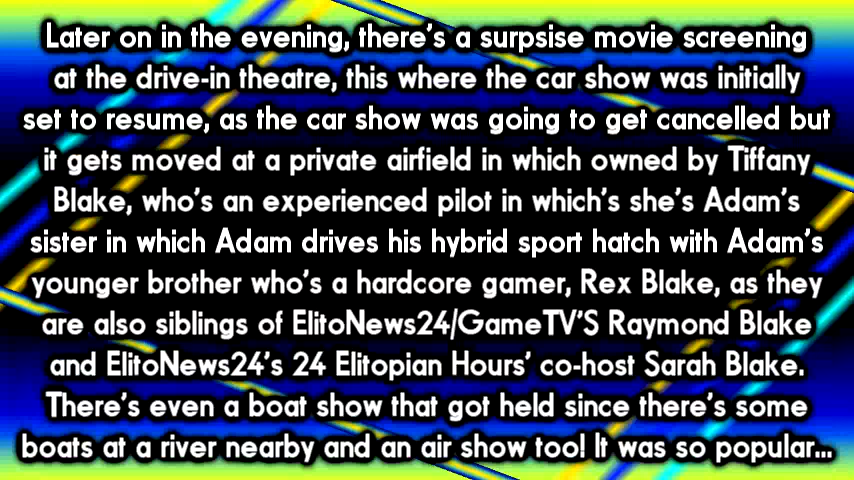 Later on in the evening, there's a surpsise movie screening
at the drive-in theatre, this where the car show was initially
set to resume, as the car show was going to get cancelled but
it gets moved at a private airfield in which owned by Tiffany
Blake, who's an experienced pilot in which's she's Adam's
sister in which Adam drives his hybrid sport hatch with Adam's
younger brother who's a hardcore gamer, Rex Blake, as they
are also siblings of ElitoNews24/GameTV'S Raymond Blake
and ElitoNews24's 24 Elitopian Hours' co-host Sarah Blake.
There's even a boat show that got held since there's some
boats at a river nearby and an air show too! It was so popular...